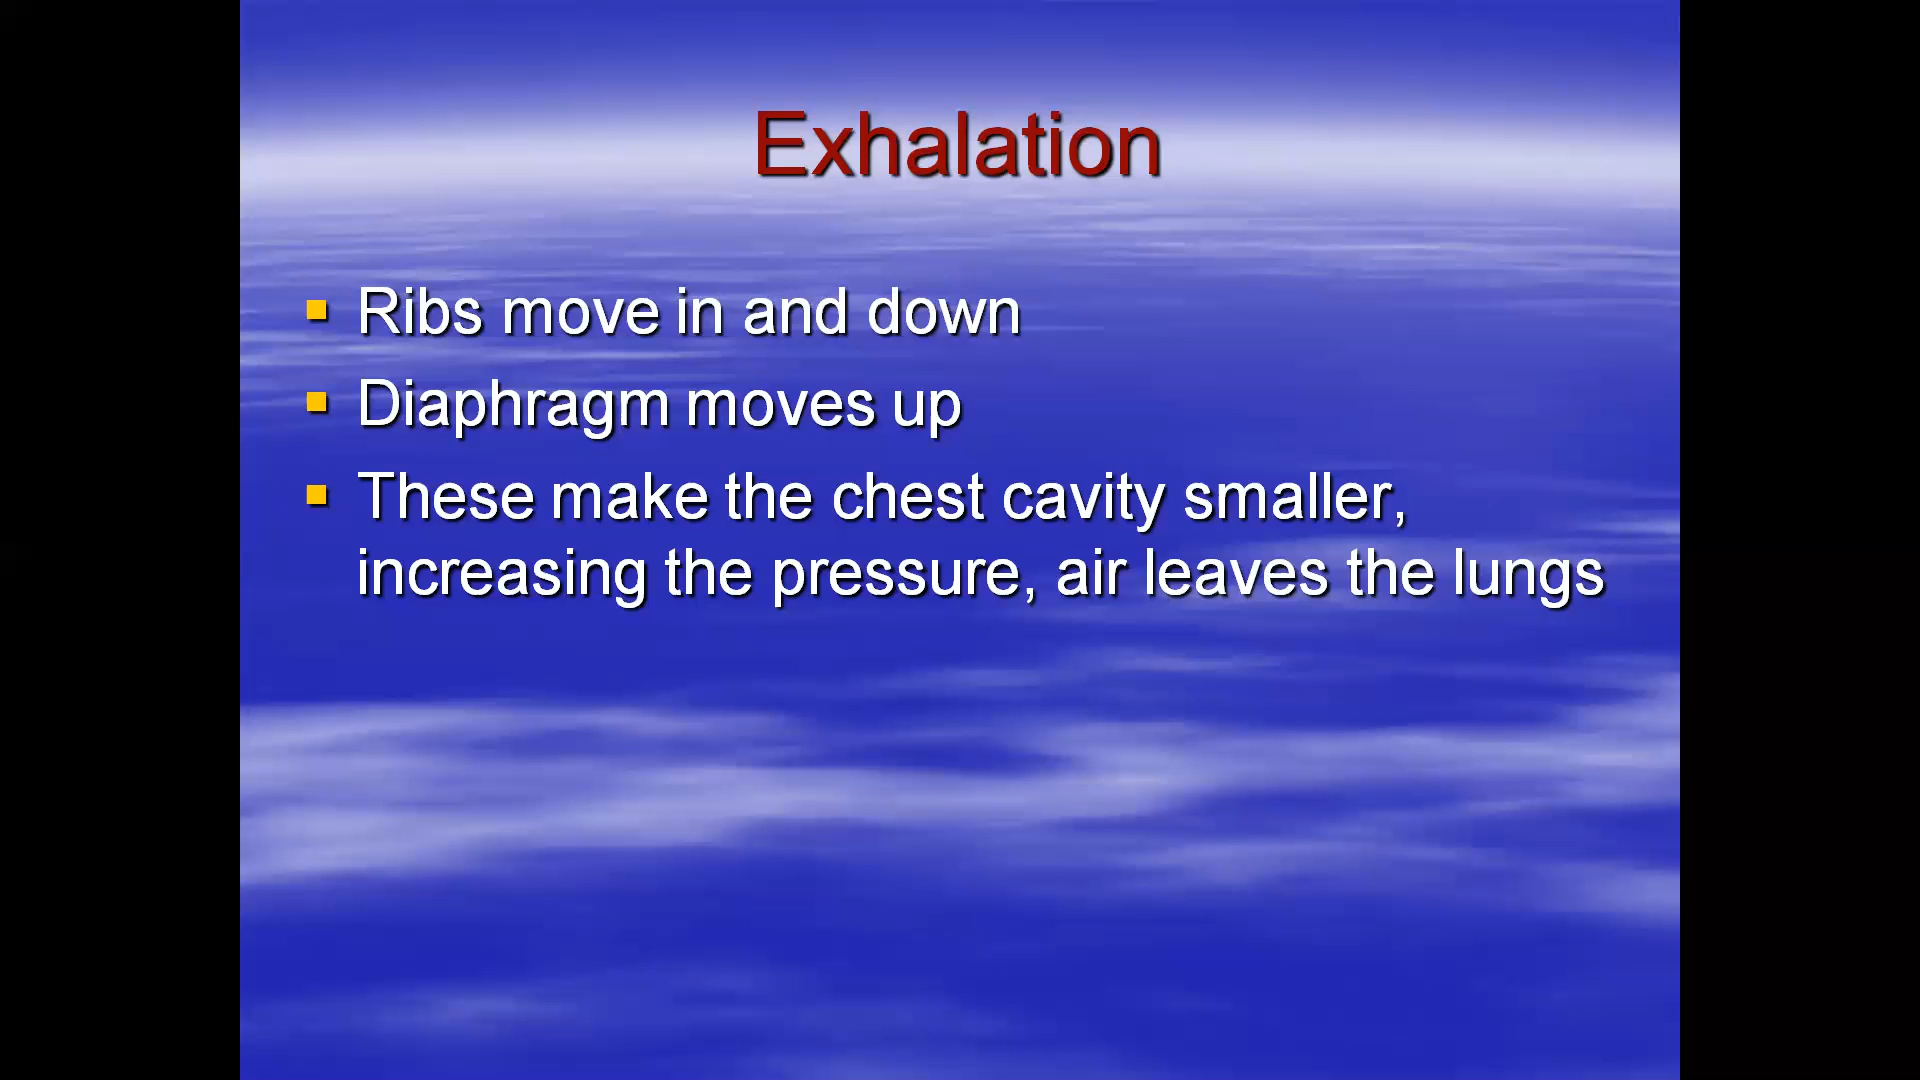 Exhalation
Ribs move in and down
Diaphragm moves up
These make the chest cavity smaller,
increasing the pressure, air leaves the lungs